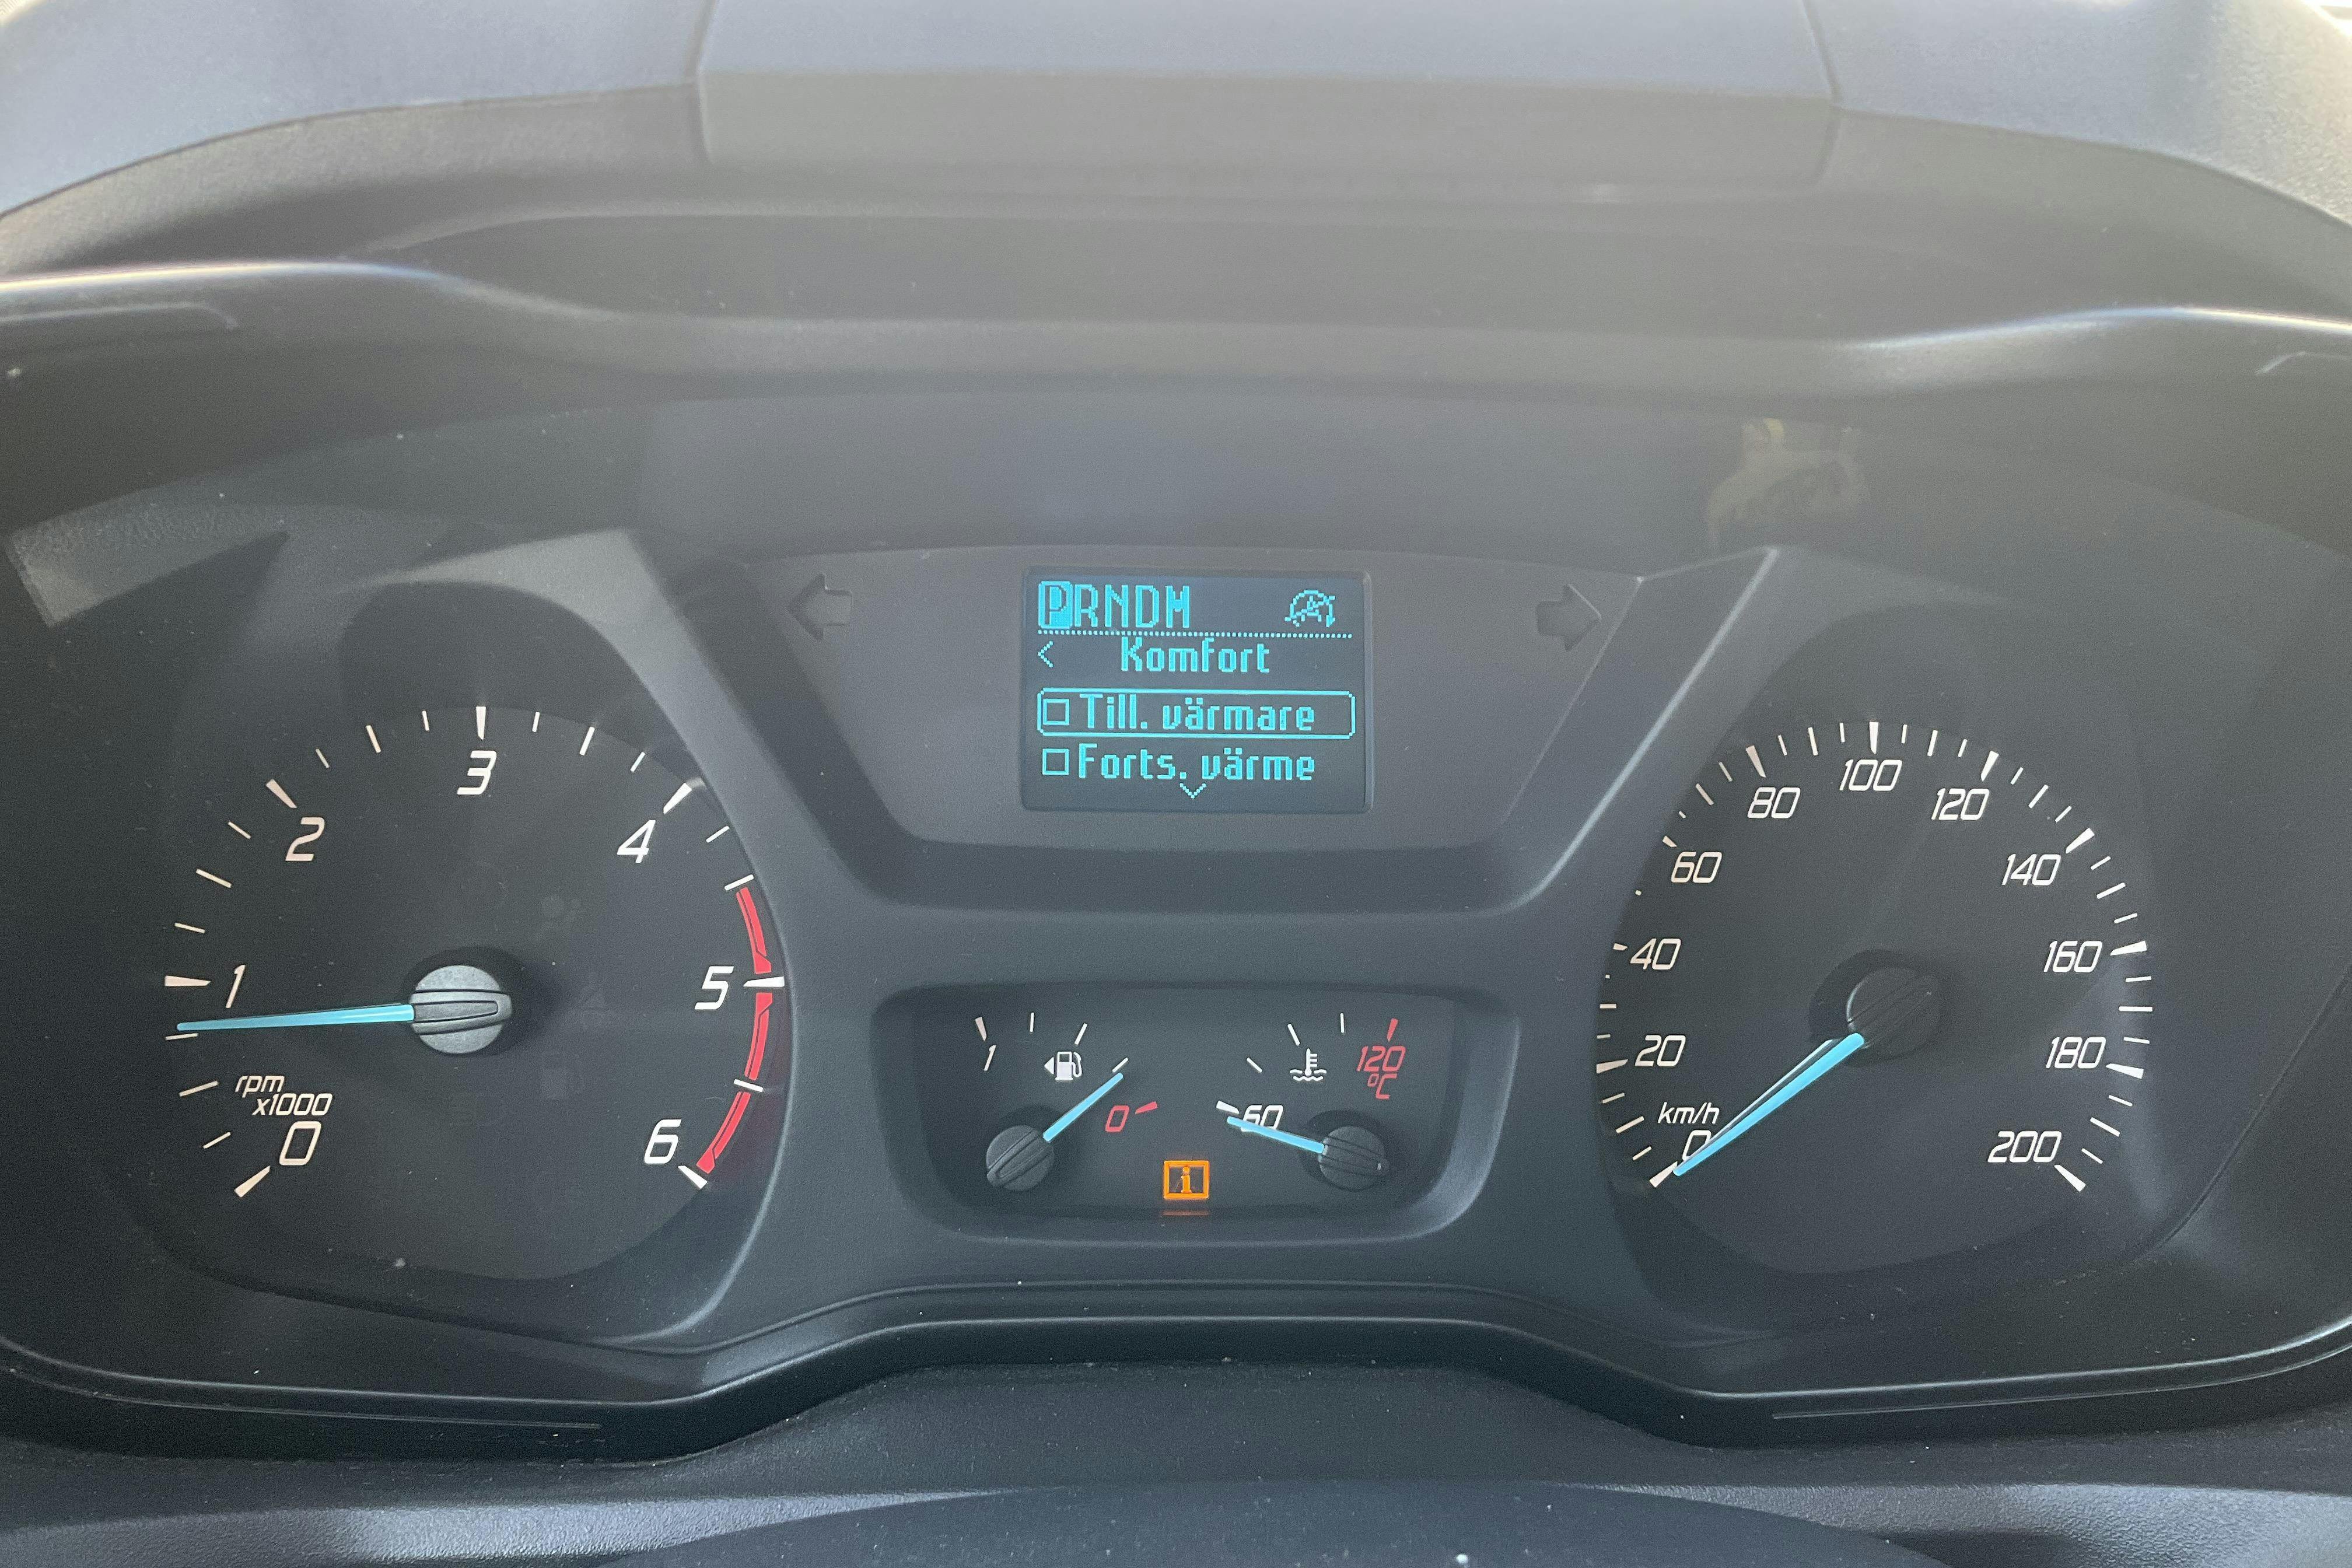 PRNDM
< Komfort
Till. värmare
Forts. värme
0
1
2
3
4
5
6
rpm
x1000
1
0
60
120
°C
0
20
40
60
80
100
120
140
160
180
200
km/h
i